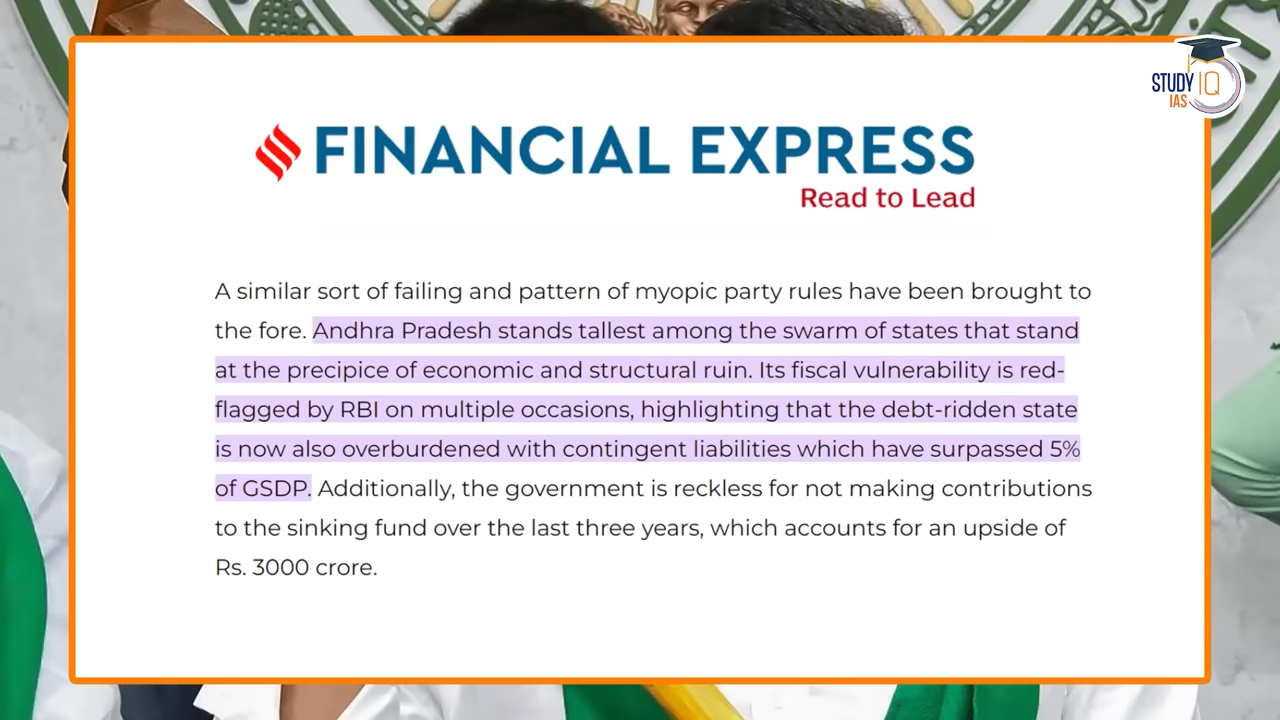 STUDY IQ
IAS
FINANCIAL EXPRESS
Read to Lead
A similar sort of failing and pattern of myopic party rules have been brought to
the fore. Andhra Pradesh stands tallest among the swarm of states that stand
at the precipice of economic and structural ruin. Its fiscal vulnerability is red-
flagged by RBI on multiple occasions, highlighting that the debt-ridden state
is now also overburdened with contingent liabilities which have surpassed 5%
of GSDP. Additionally, the government is reckless for not making contributions
to the sinking fund over the last three years, which accounts for an upside of
Rs. 3000 crore.